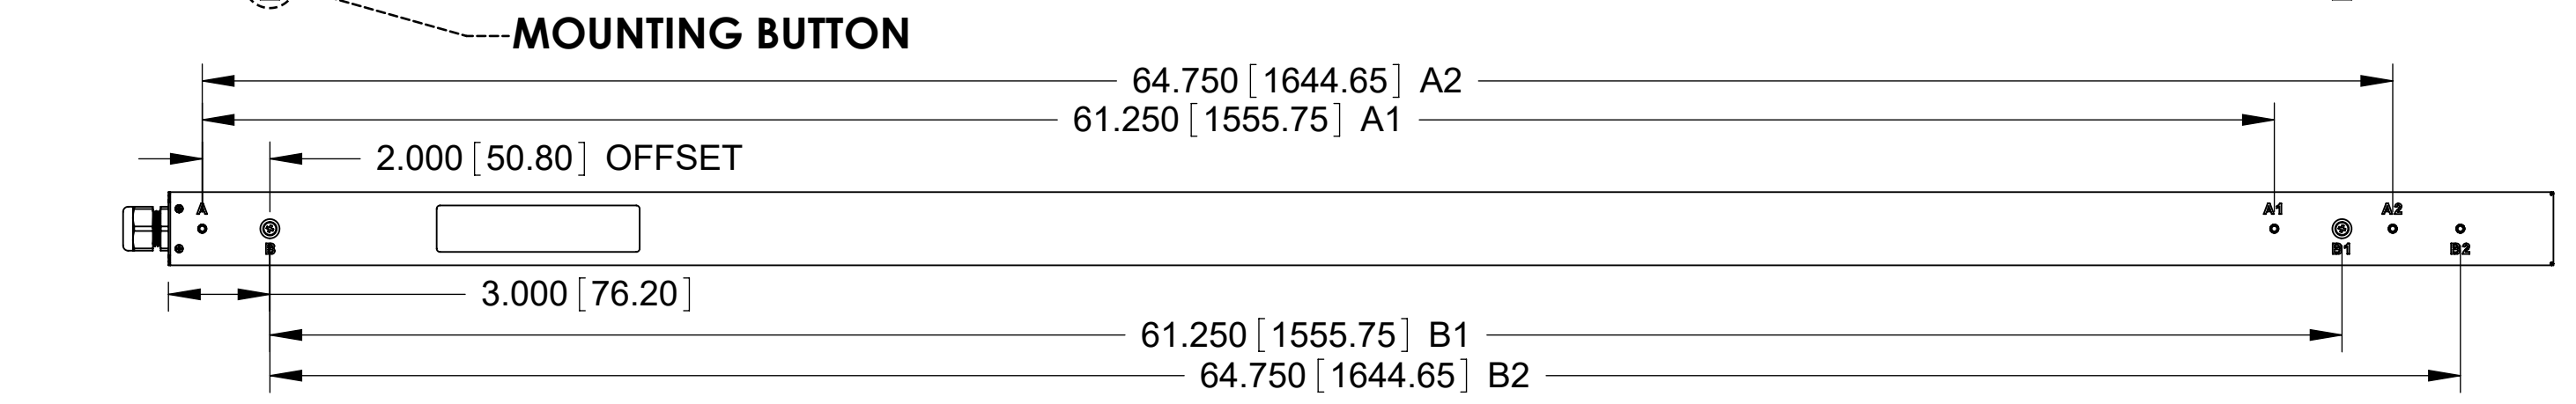 MOUNTING BUTTON
64.750 [1644.65] A2
61.250 [1555.75] A1
2.000 [50.80] OFFSET
A A1 A2
B B1 B2
3.000 [76.20]
61.250 [1555.75] B1
64.750 [1644.65] B2